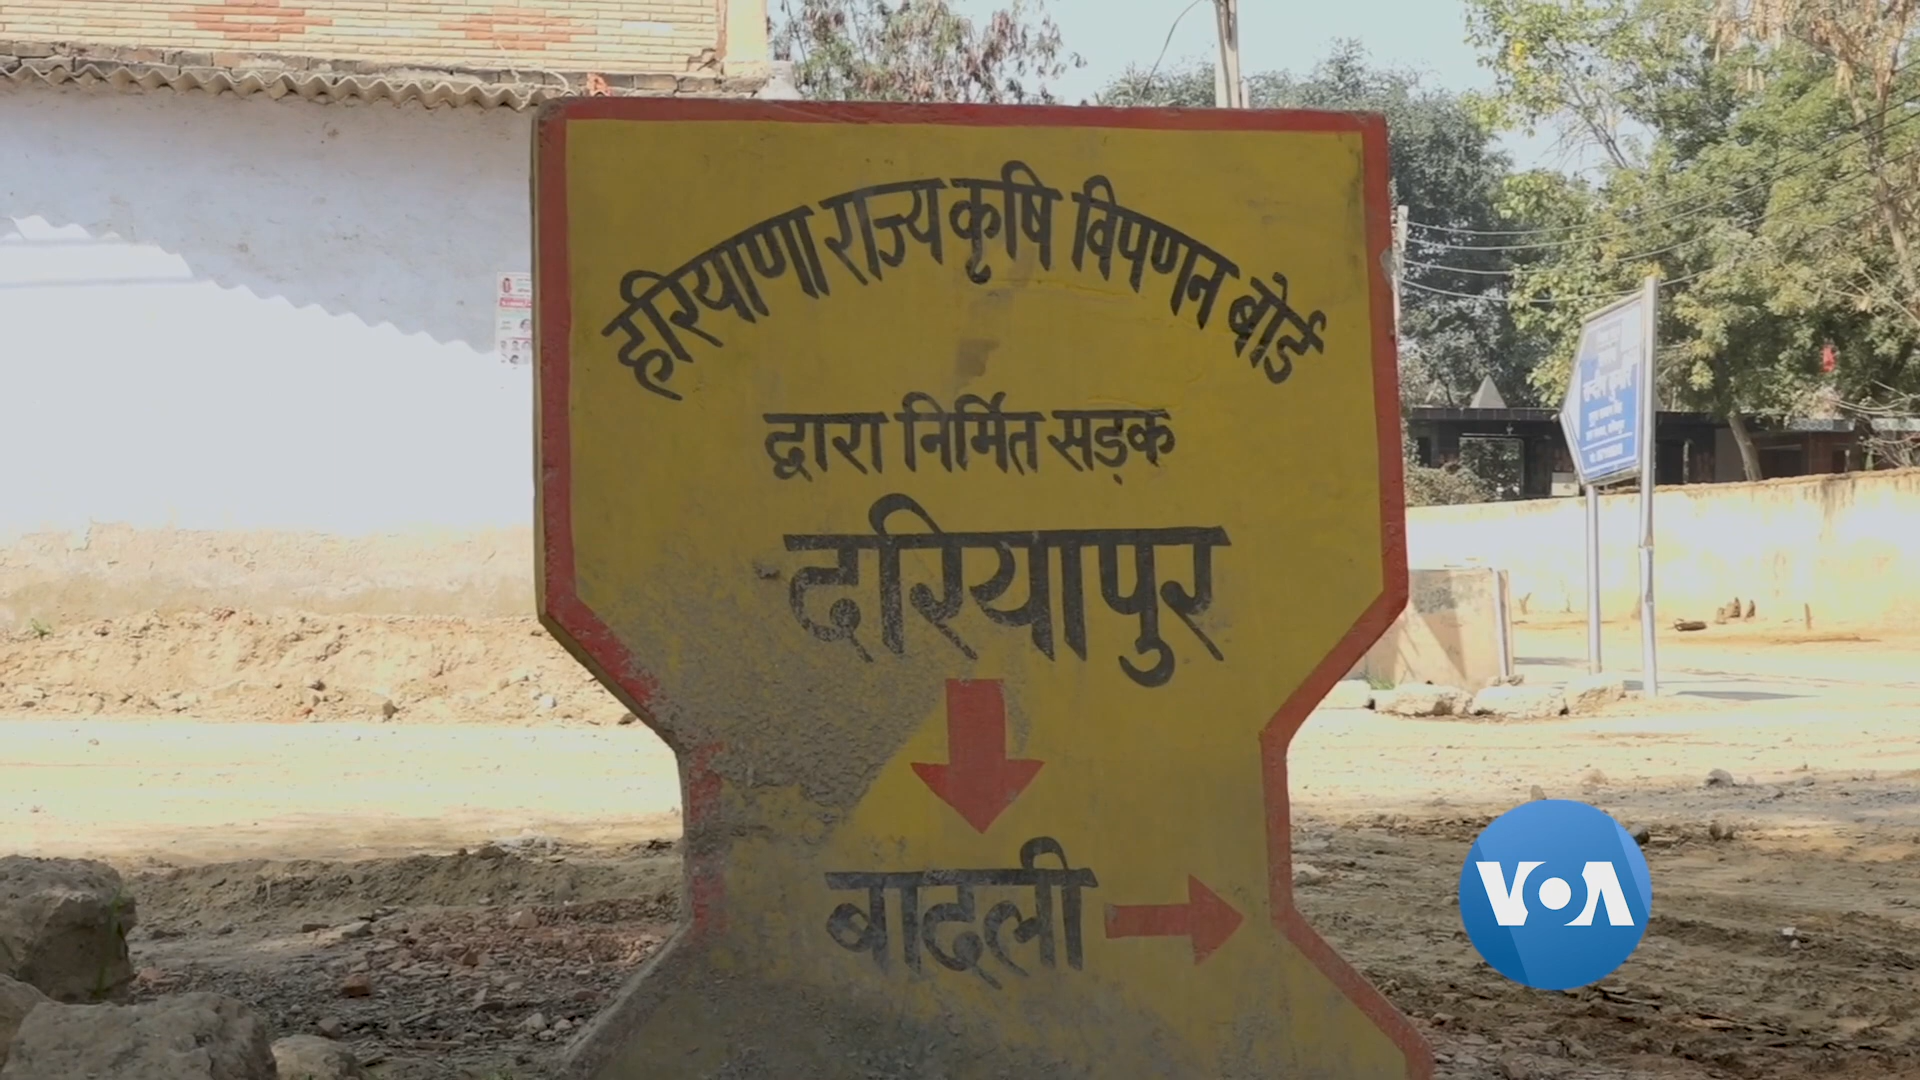 हरियाणा राज्य कृषि विपणन बोर्ड
द्वारा निर्मित सड़क
दरियापुर
बादली
VOA